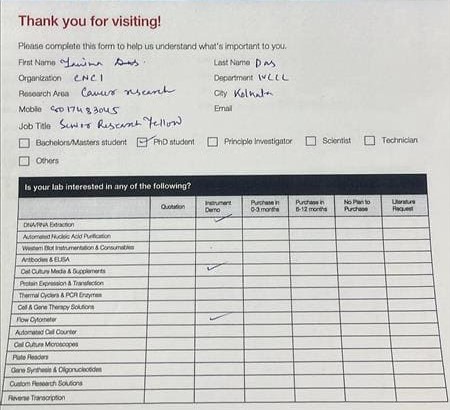 Thank you for visiting!
Please complete this form to help us understand what's important to you.
First Name Das. Last Name Das
Organization CNCI Department
Research Area Cancer research City Kolkata
Mobile Email
Job Title Senior Research Fellow
Bachelors/Masters student PhD student Principle Investigator Scientist Technician
Others
Is your lab interested in any of the following?
Quotation Instrument Demo Purchase in 0-3 months Purchase in 6-12 months No Plan to Purchase Literature Request
DNA/RNA Extraction
Automated Nucleic Acid Purification
Western Blot Instrumentation & Consumables
Antibodies & ELISA
Cell Culture Media & Supplements
Protein Expression & Transfection
Thermal Cyclers & PCR Enzymes
Cell & Gene Therapy Solutions
Flow Cytometer
Automated Cell Counter
Cell Culture Microscopes
Plate Readers
Gene Synthesis & Oligonucleotides
Custom Research Solutions
Reverse Transcription